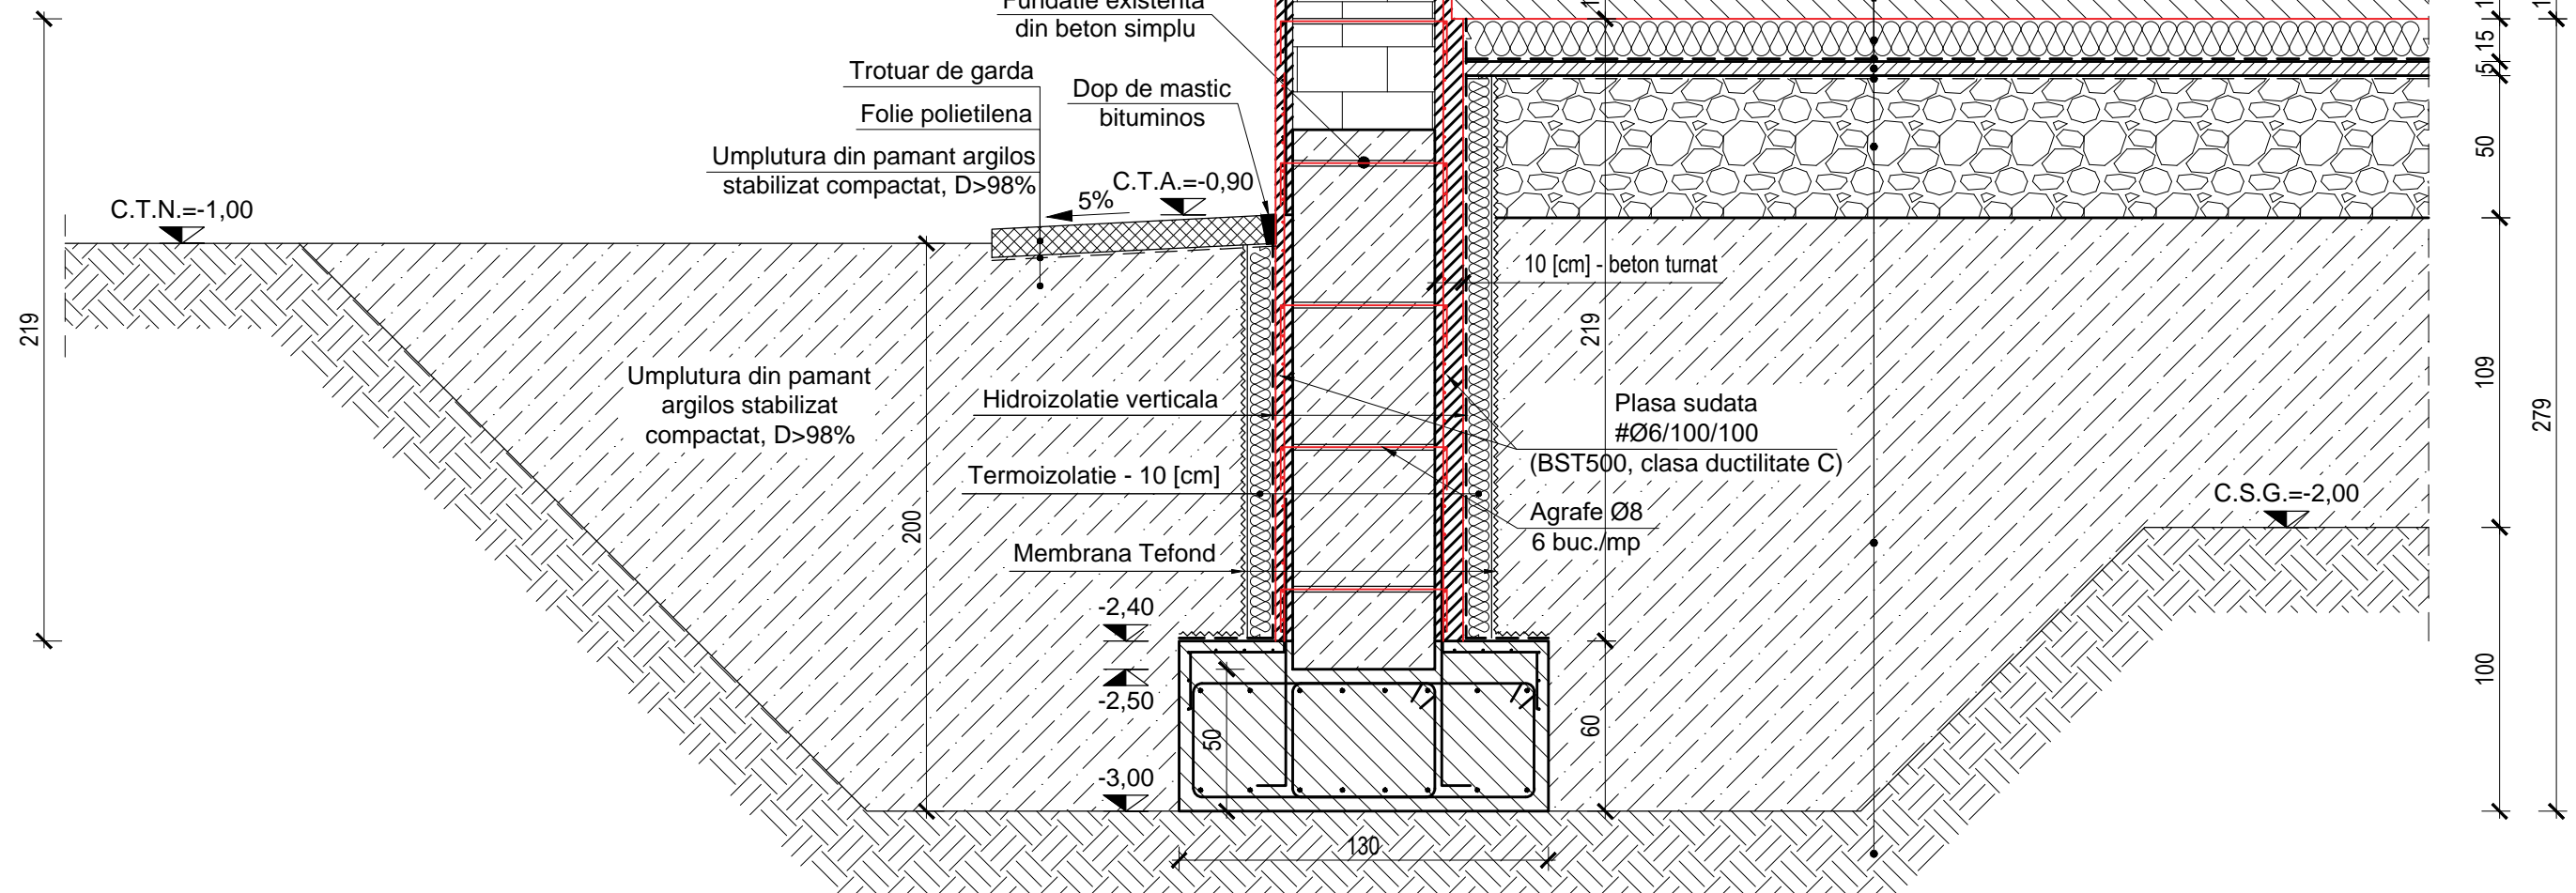 Fundatie existenta
din beton simplu
Trotuar de garda
Folie polietilena
Umplutura din pamant argilos
stabilizat compactat, D>98%
Dop de mastic
bituminos
C.T.A.=-0,90
5%
C.T.N.=-1,00
219
Umplutura din pamant
argilos stabilizat
compactat, D>98%
200
Hidroizolatie verticala
Termoizolatie - 10 [cm]
Membrana Tefond
-2,40
-2,50
-3,00
50
130
60
219
10 [cm] - beton turnat
Plasa sudata
#Ø6/100/100
(BST500, clasa ductilitate C)
Agrafe Ø8
6 buc./mp
C.S.G.=-2,00
15
5
50
109
100
279